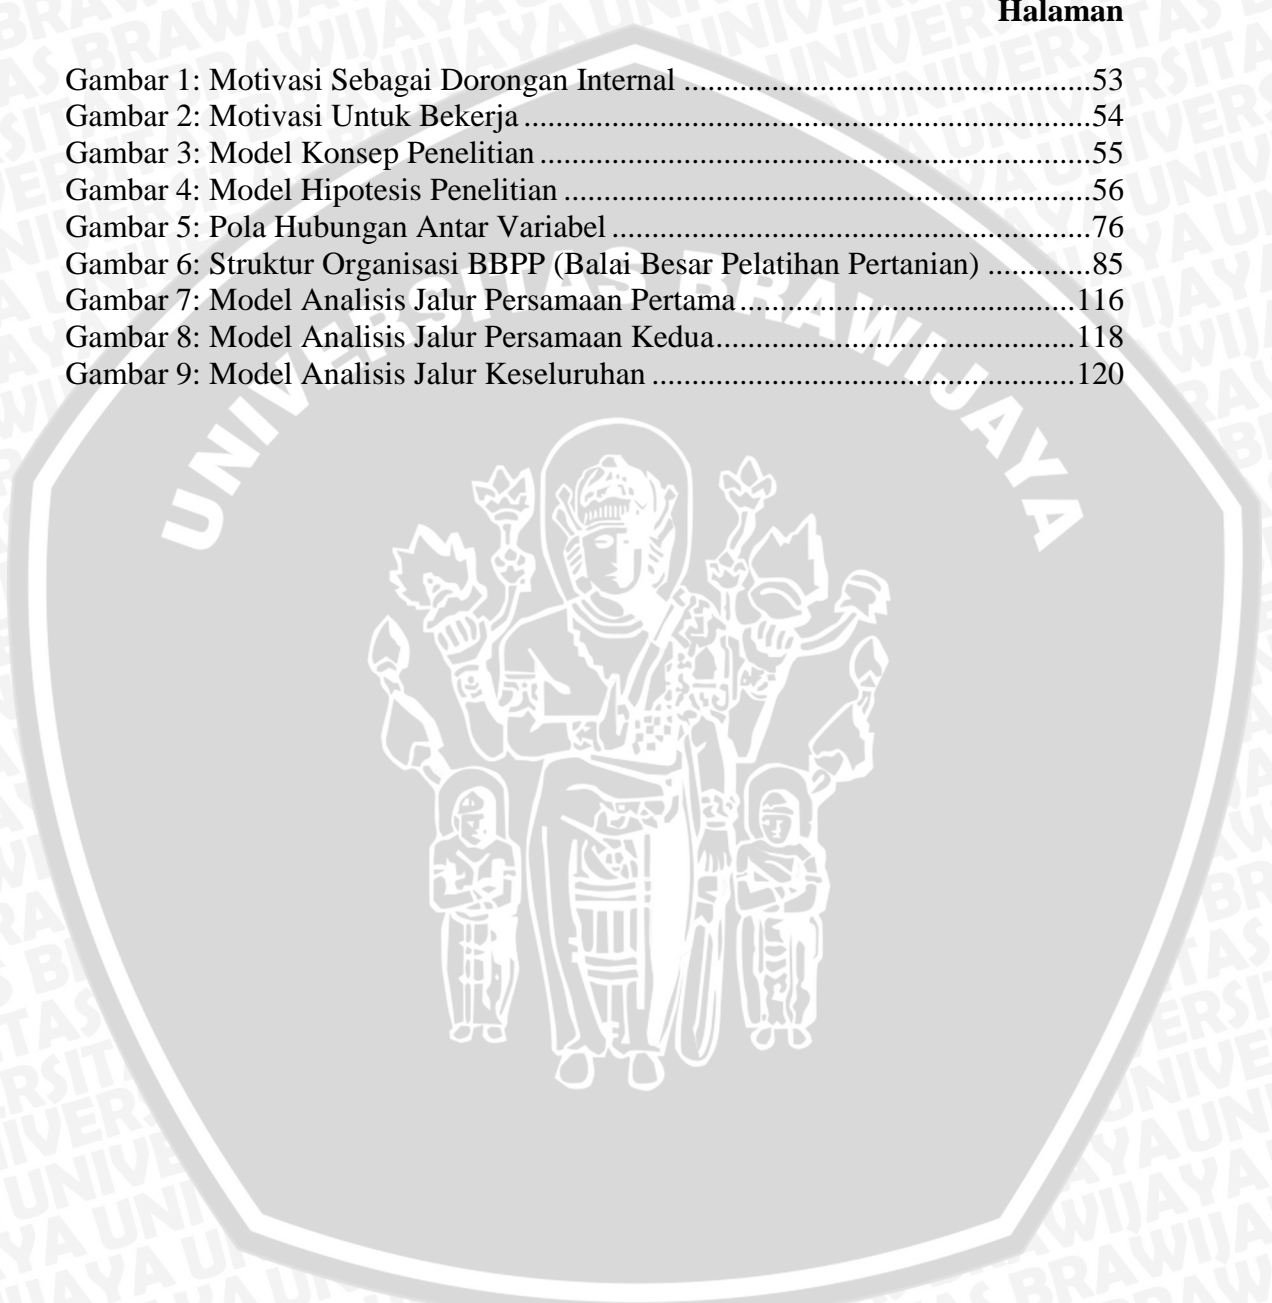 Halaman
Gambar 1: Motivasi Sebagai Dorongan Internal ....................................................53
Gambar 2: Motivasi Untuk Bekerja ........................................................................54
Gambar 3: Model Konsep Penelitian ......................................................................55
Gambar 4: Model Hipotesis Penelitian ...................................................................56
Gambar 5: Pola Hubungan Antar Variabel .............................................................76
Gambar 6: Struktur Organisasi BBPP (Balai Besar Pelatihan Pertanian) .............85
Gambar 7: Model Analisis Jalur Persamaan Pertama ...........................................116
Gambar 8: Model Analisis Jalur Persamaan Kedua ..............................................118
Gambar 9: Model Analisis Jalur Keseluruhan ......................................................120
UNIVERSITAS BRAWIJAYA